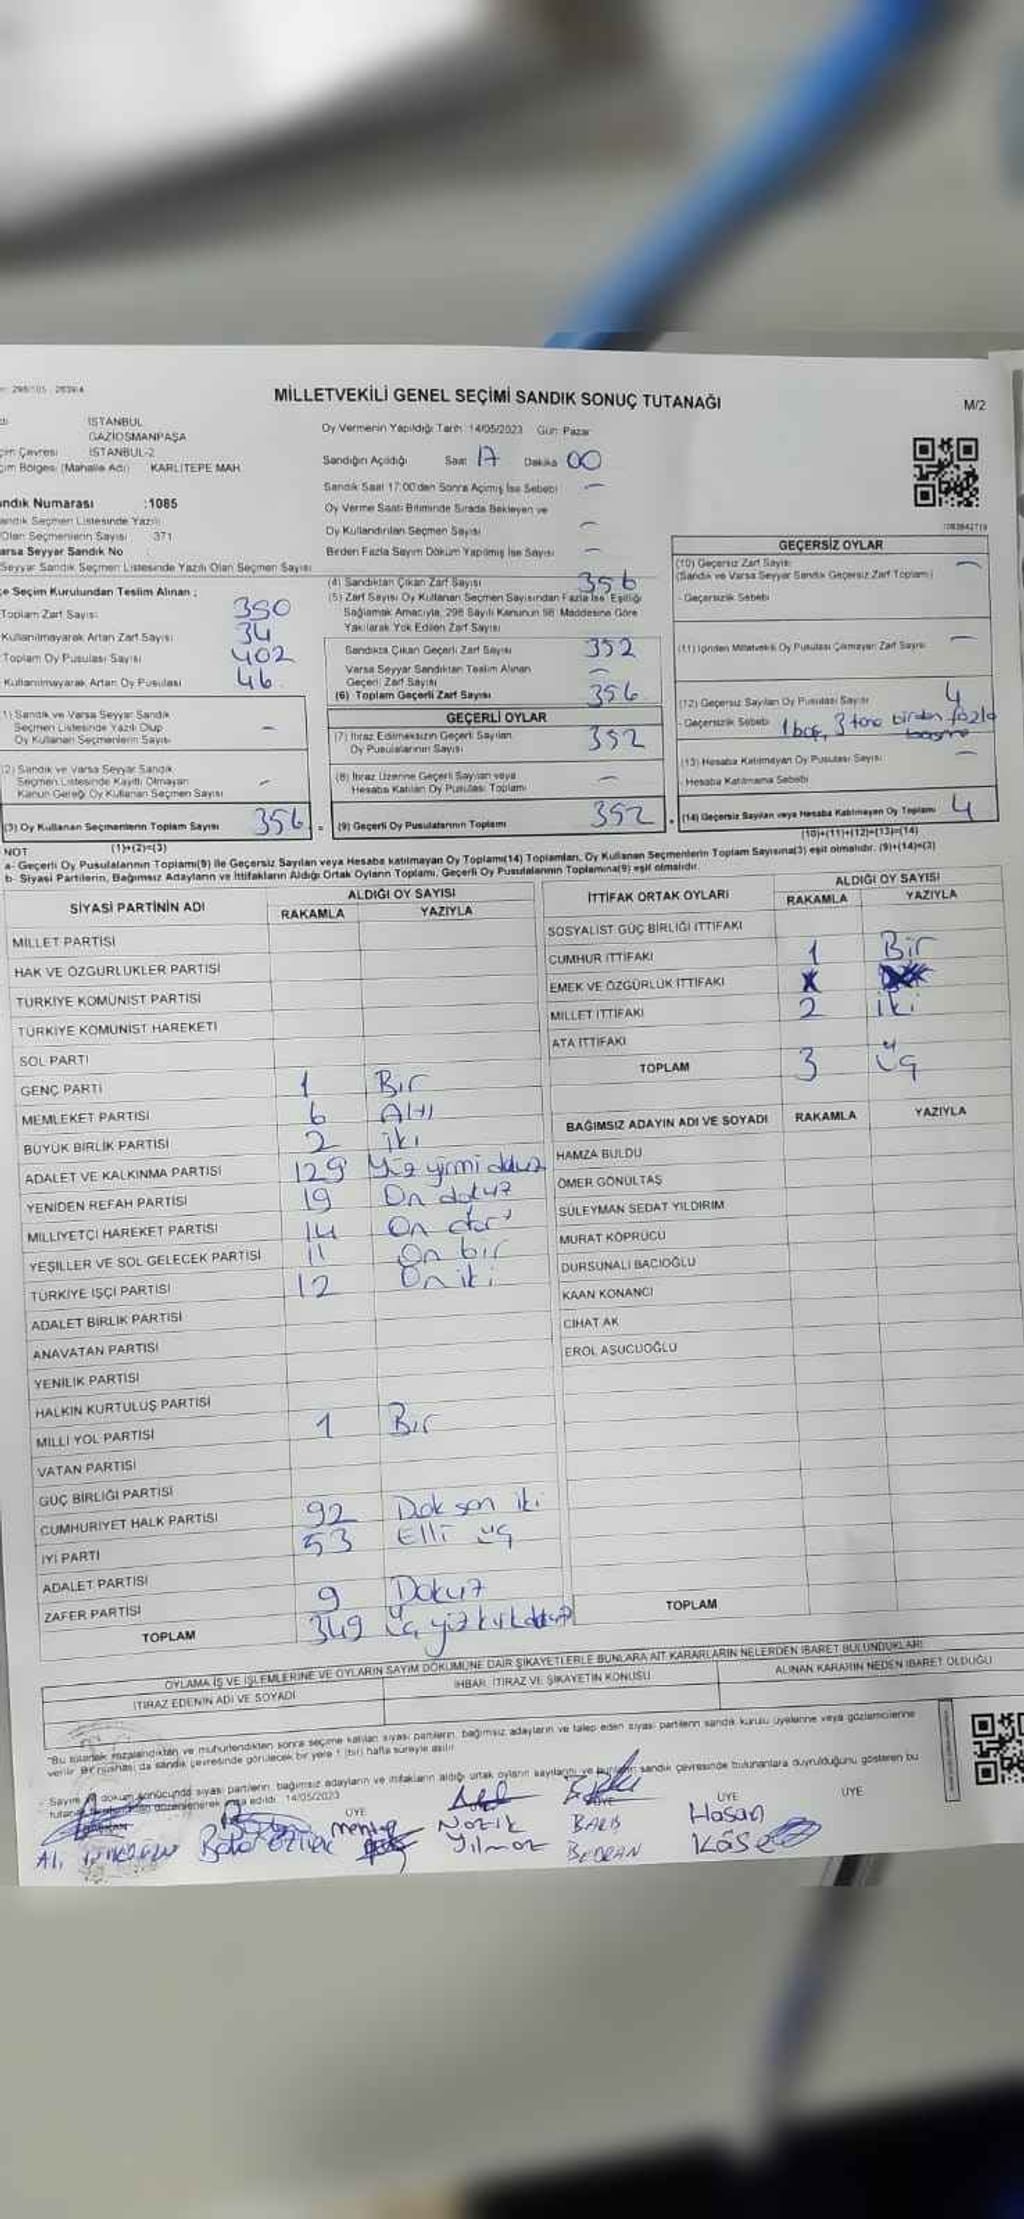 MİLLETVEKİLİ GENEL SEÇİMİ SANDIK SONUÇ TUTANAĞI
M/2
İSTANBUL
GAZİOSMANPAŞA
çim Çevresi İSTANBUL-2
çim Bölgesi (Mahalle Adı) KARLITEPE MAH.
ndık Numarası :1085
andık Seçmen Listesinde Yazılı
Olan Seçmenlerin Sayısı 371
arsa Seyyar Sandık No
Seyyar Sandık Seçmen Listesinde Yazılı Olan Seçmen Sayısı
Oy Vermenin Yapıldığı Tarih: 14/05/2023 Gün: Pazar
Sandığın Açıldığı Saat 17 Dakika 00
Sandık Saat 17:00'den Sonra Açılmış İse Sebebi —
Oy Verme Saati Bitiminde Sırada Bekleyen ve
Oy Kullandırılan Seçmen Sayısı —
Birden Fazla Sayım Döküm Yapılmış İse Sayısı —
e Seçim Kurulundan Teslim Alınan ;
Toplam Zarf Sayısı 390
Kullanılmayarak Artan Zarf Sayısı 34
Toplam Oy Pusulası Sayısı 402
Kullanılmayarak Artan Oy Pusulası 46
1) Sandık ve Varsa Seyyar Sandık
Seçmen Listesinde Yazılı Olup
Oy Kullanan Seçmenlerin Sayısı —
(2) Sandık ve Varsa Seyyar Sandık
Seçmen Listesinde Kayıtlı Olmayan
Kanun Gereği Oy Kullanan Seçmen Sayısı —
(3) Oy Kullanan Seçmenlerin Toplam Sayısı 356
(1)+(2)=(3)
(4) Sandıktan Çıkan Zarf Sayısı 356
(5) Zarf Sayısı Oy Kullanan Seçmen Sayısından Fazla İse Eşitliği
Sağlamak Amacıyla, 298 Sayılı Kanunun 98. Maddesine Göre
Yakılarak Yok Edilen Zarf Sayısı
Sandıkta Çıkan Geçerli Zarf Sayısı 352
Varsa Seyyar Sandıktan Teslim Alınan
Geçerli Zarf Sayısı —
(6) Toplam Geçerli Zarf Sayısı 356
GEÇERLİ OYLAR
(7) İtiraz Edilmeksizin Geçerli Sayılan
Oy Pusulalarının Sayısı 352
(8) İtiraz Üzerine Geçerli Sayılan veya
Hesaba Katılan Oy Pusulası Toplamı —
(9) Geçerli Oy Pusulalarının Toplamı 352
GEÇERSİZ OYLAR
(10) Geçersiz Zarf Sayısı —
(Sandık ve Varsa Seyyar Sandık Geçersiz Zarf Toplamı)
- Geçersizlik Sebebi
(11) İçinden Milletvekili Oy Pusulası Çıkmayan Zarf Sayısı —
(12) Geçersiz Sayılan Oy Pusulası Sayısı 4
- Geçersizlik Sebebi 1 boş, 3 tane birden fazla
basma
(13) Hesaba Katılmayan Oy Pusulası Sayısı —
- Hesaba Katılmama Sebebi
(14) Geçersiz Sayılan veya Hesaba Katılmayan Oy Toplamı 4
(10)+(11)+(12)+(13)=(14)
NOT
a- Geçerli Oy Pusulalarının Toplamı(9) ile Geçersiz Sayılan veya Hesaba katılmayan Oy Toplamı(14) Toplamları, Oy Kullanan Seçmenlerin Toplam Sayısına(3) eşit olmalıdır. (9)+(14)=(3)
b- Siyasi Partilerin, Bağımsız Adayların ve İttifakların Aldığı Ortak Oyların Toplamı, Geçerli Oy Pusulalarının Toplamına(9) eşit olmalıdır.
SİYASİ PARTİNİN ADI ALDIĞI OY SAYISI
RAKAMLA YAZIYLA
MİLLET PARTİSİ
HAK VE ÖZGÜRLÜKLER PARTİSİ
TÜRKİYE KOMÜNİST PARTİSİ
TÜRKİYE KOMÜNİST HAREKETİ
SOL PARTİ
GENÇ PARTİ 1 Bir
MEMLEKET PARTİSİ 6 Altı
BÜYÜK BİRLİK PARTİSİ 2 iki
ADALET VE KALKINMA PARTİSİ 129 Yüz yirmi dokuz
YENİDEN REFAH PARTİSİ 19 On dokuz
MİLLİYETÇİ HAREKET PARTİSİ 14 On dört
YEŞİLLER VE SOL GELECEK PARTİSİ 11 On bir
TÜRKİYE İŞÇİ PARTİSİ 12 On iki
ADALET BİRLİK PARTİSİ
ANAVATAN PARTİSİ
YENİLİK PARTİSİ
HALKIN KURTULUŞ PARTİSİ
MİLLİ YOL PARTİSİ 1 Bir
VATAN PARTİSİ
GÜÇ BİRLİĞİ PARTİSİ
CUMHURİYET HALK PARTİSİ 92 Doksan iki
İYİ PARTİ 53 Elli üç
ADALET PARTİSİ
ZAFER PARTİSİ 9 Dokuz
TOPLAM 349 Üç yüz kırk dokuz
İTTİFAK ORTAK OYLARI ALDIĞI OY SAYISI
RAKAMLA YAZIYLA
SOSYALİST GÜÇ BİRLİĞİ İTTİFAKI
CUMHUR İTTİFAKI 1 Bir
EMEK VE ÖZGÜRLÜK İTTİFAKI
MİLLET İTTİFAKI 2 iki
ATA İTTİFAKI
TOPLAM 3 üç
BAĞIMSIZ ADAYIN ADI VE SOYADI RAKAMLA YAZIYLA
HAMZA BULDU
ÖMER GÖNÜLTAŞ
SÜLEYMAN SEDAT YILDIRIM
MURAT KÖPRÜCÜ
DURSUNALİ BACIOĞLU
KAAN KONANCI
CİHAT AK
EROL AŞUCUOĞLU
TOPLAM
OYLAMA İŞ VE İŞLEMLERİNE VE OYLARIN SAYIM DÖKÜMÜNE DAİR ŞİKAYETLERLE BUNLARA AİT KARARLARIN NELERDEN İBARET BULUNDUKLARI
İTİRAZ EDENİN ADI VE SOYADI İHBAR, İTİRAZ VE ŞİKAYETİN KONUSU ALINAN KARARIN NEDEN İBARET OLDUĞU
"Bu tutanak imzalandıktan ve mühürlendikten sonra seçime katılan siyasi partilerin, bağımsız adayların ve talep eden siyasi partilerin sandık kurulu üyelerine veya gözlemcilerine
verilir. Bir nüshası da sandık çevresinde görülecek bir yere 1 (bir) hafta süreyle asılır.
Sayım döküm sonucunda siyasi partilerin, bağımsız adayların ve ittifakların aldığı ortak oyların sayılarını ve bunların sandık çevresinde bulunanlara duyurulduğunu gösteren bu
düzenlenerek imza edildi. 14/05/2023
ÜYE ÜYE ÜYE ÜYE
Nazik Yılmaz
BARIŞ
Hasan Köse